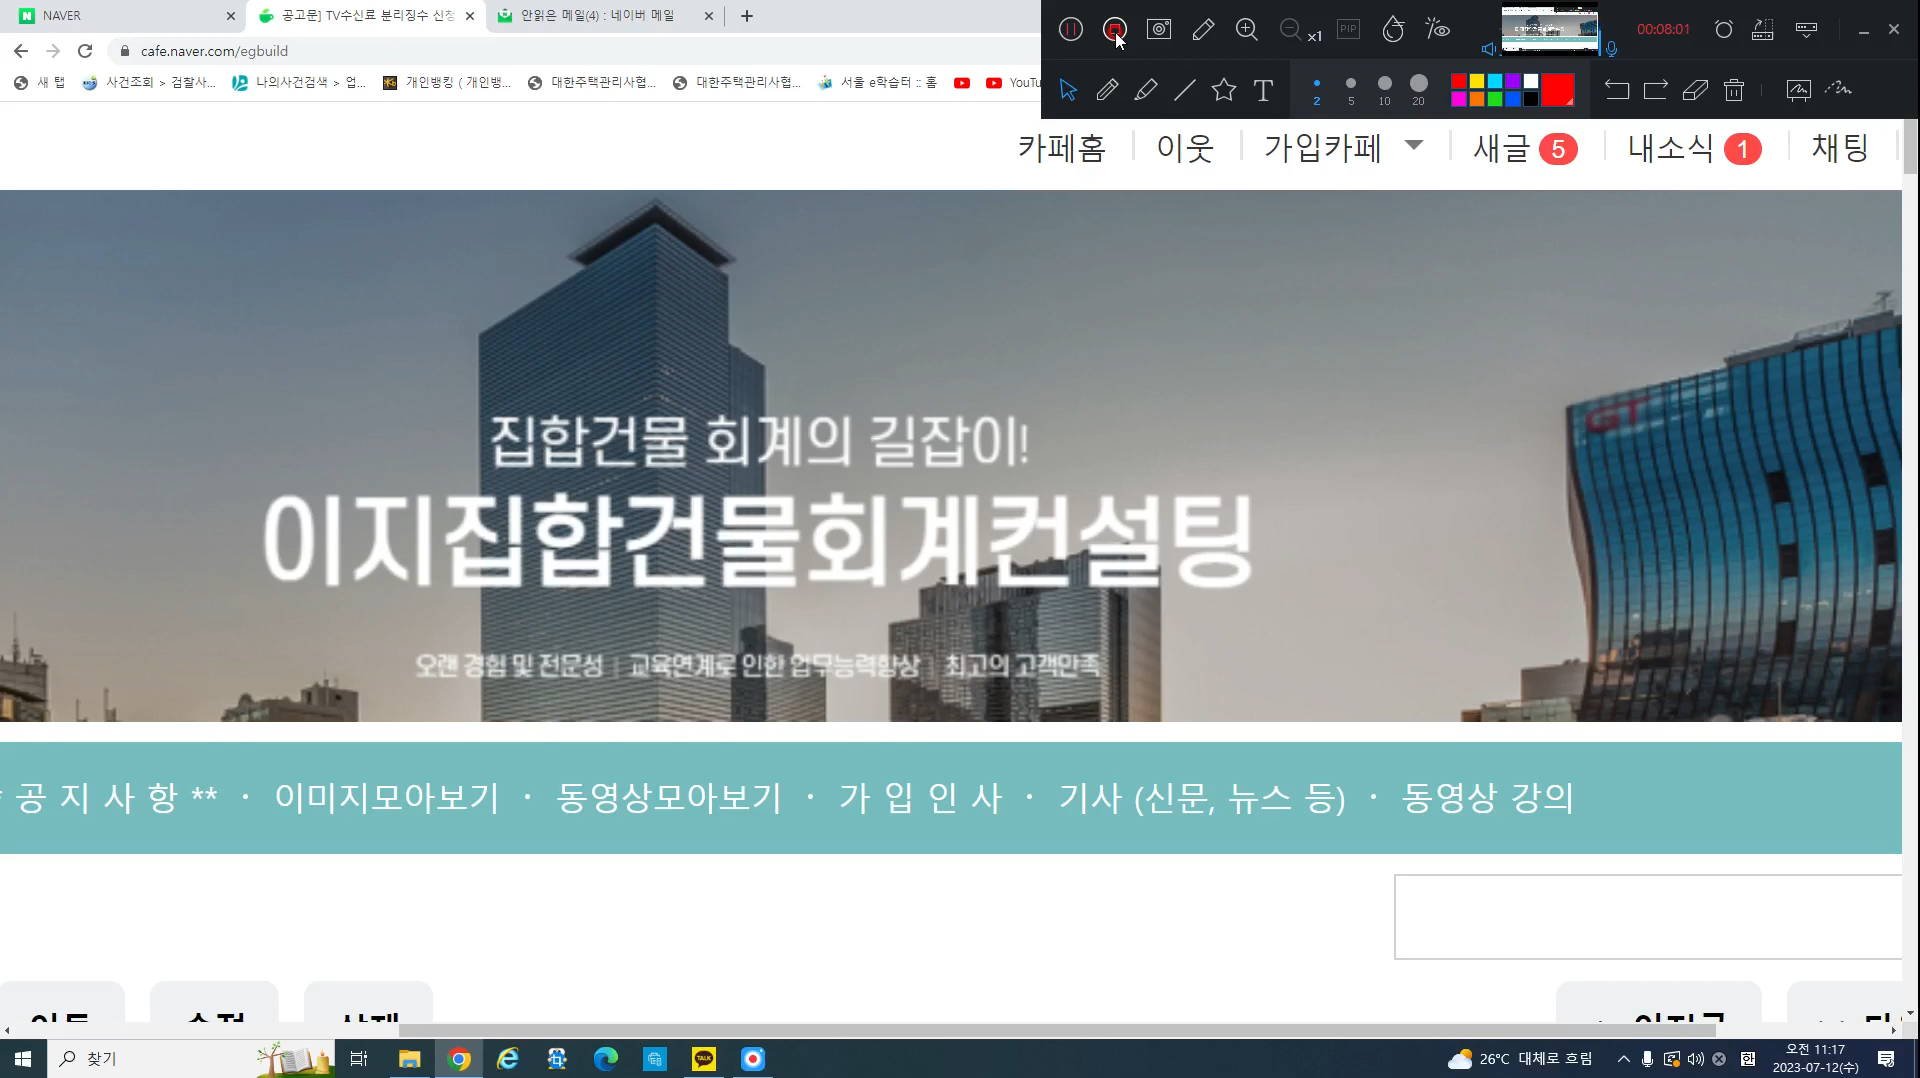 NAVER
공고문] TV수신료 분리징수 신청
안읽은 메일(4) : 네이버 메일
cafe.naver.com/egbuild
새 탭
사건조회 > 검찰사...
나의사건검색 > 업...
개인뱅킹 ( 개인뱅...
대한주택관리사협...
대한주택관리사협...
서울 e학습터 :: 홈
YouTu
x1
PIP
00:08:01
T
2
5
10
20
카페홈
이웃
가입카페
새글 5
내소식 1
채팅
GT
집합건물 회계의 길잡이!
이지집합건물회계컨설팅
오랜 경험 및 전문성 | 교육연계로 인한 업무능력향상 | 최고의 고객만족
공 지 사 항 ** · 이미지모아보기 · 동영상모아보기 · 가 입 인 사 · 기사 (신문, 뉴스 등) · 동영상 강의
찾기
TALK
26°C 대체로 흐림
한
오전 11:17
2023-07-12(수)